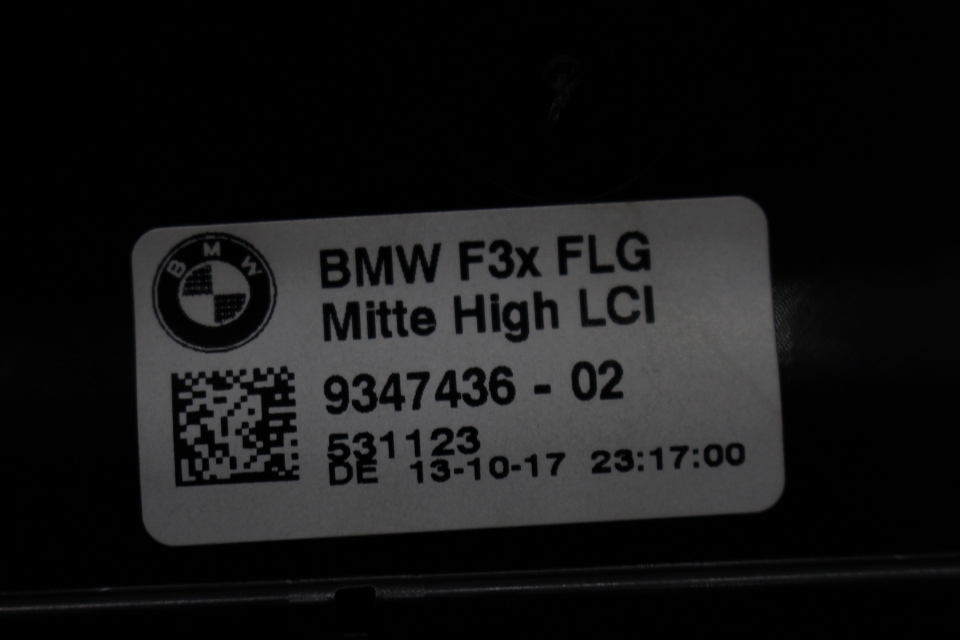 BMW
BMW F3x FLG
Mitte High LCI
9347436 - 02
531123
DE 13-10-17 23:17:00